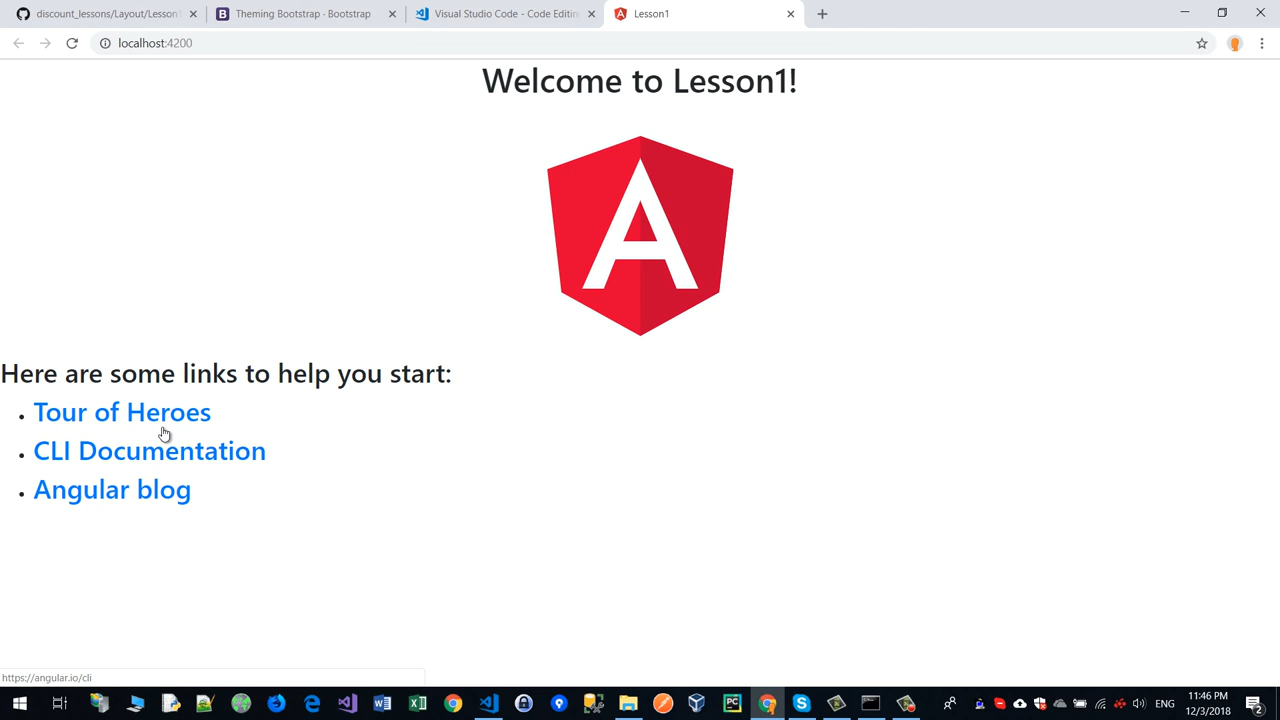 discount_lessons/Layout/Lesson1
Theming Bootstrap · Bootstrap
Visual Studio Code - Code Editin
Lesson1
localhost:4200
Welcome to Lesson1!
A
Here are some links to help you start:
Tour of Heroes
CLI Documentation
Angular blog
https://angular.io/cli
ENG
11:46 PM
12/3/2018
2